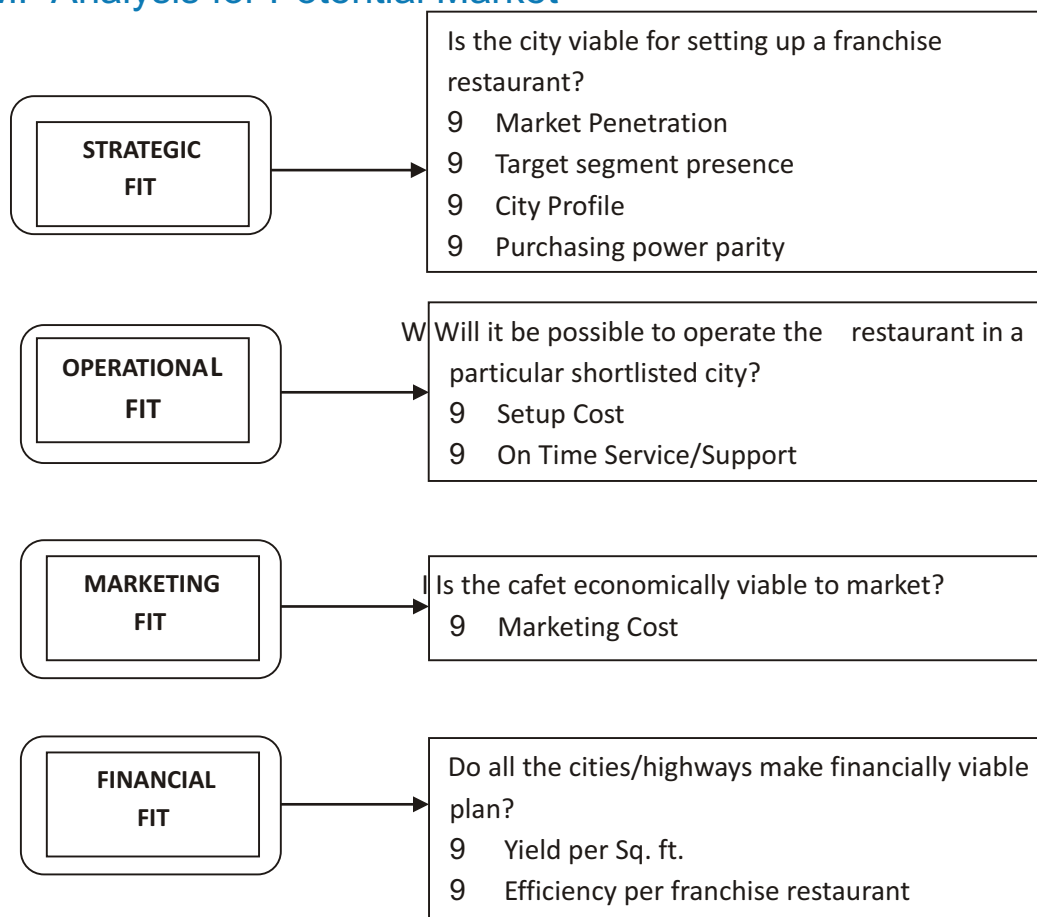 Analysis for Potential Market
STRATEGIC
FIT
Is the city viable for setting up a franchise
restaurant?
9 Market Penetration
9 Target segment presence
9 City Profile
9 Purchasing power parity
OPERATIONAL
FIT
W Will it be possible to operate the restaurant in a
particular shortlisted city?
9 Setup Cost
9 On Time Service/Support
MARKETING
FIT
I Is the cafet economically viable to market?
9 Marketing Cost
FINANCIAL
FIT
Do all the cities/highways make financially viable
plan?
9 Yield per Sq. ft.
9 Efficiency per franchise restaurant